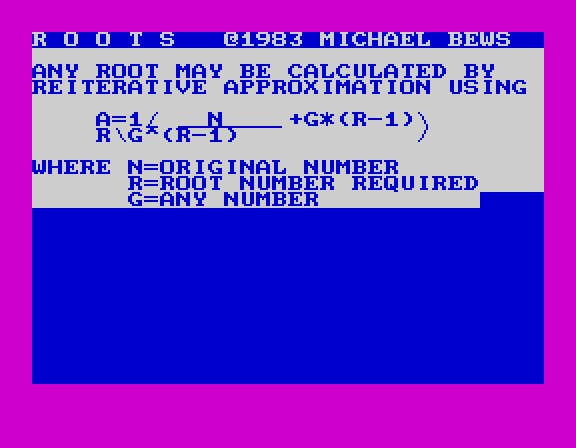 R O O T S @1983 MICHAEL BEWS
ANY ROOT MAY BE CALCULATED BY
REITERATIVE APPROXIMATION USING
A=1/ __N____ +G*(R-1)\
R\G^(R-1) /
WHERE N=ORIGINAL NUMBER
R=ROOT NUMBER REQUIRED
G=ANY NUMBER